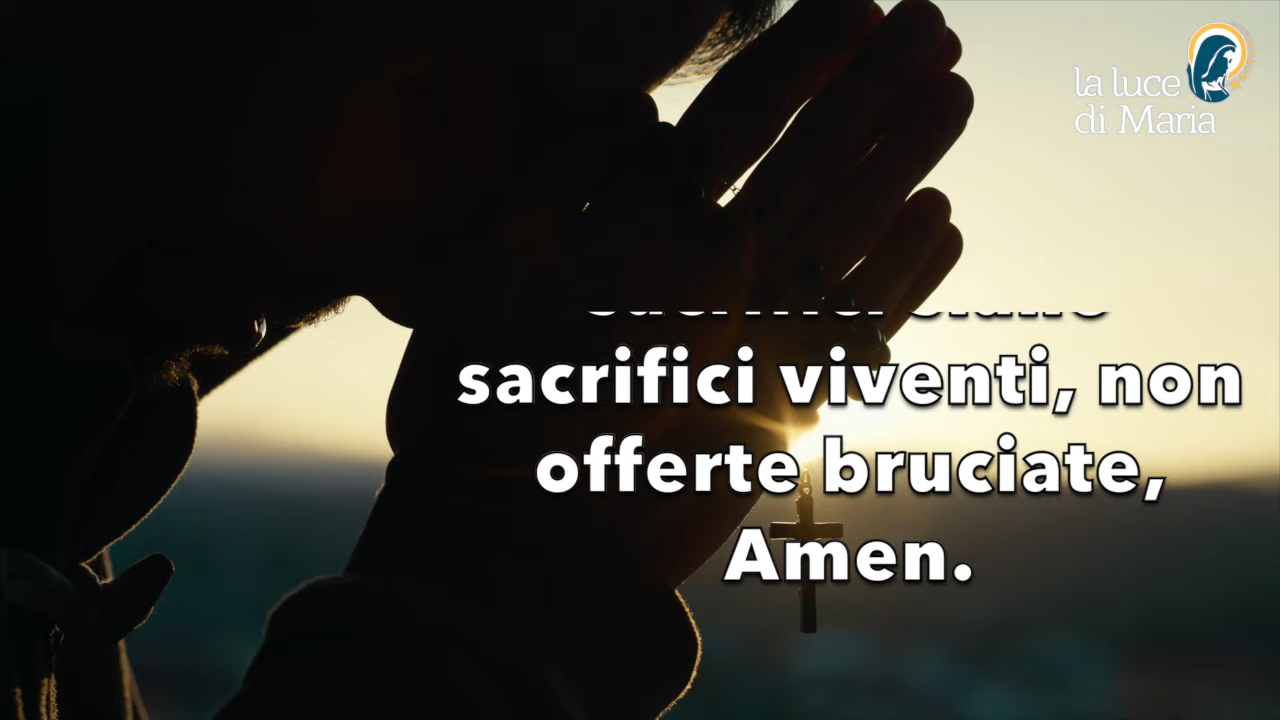 la luce
di Maria
sacrifici viventi, non
offerte bruciate,
Amen.